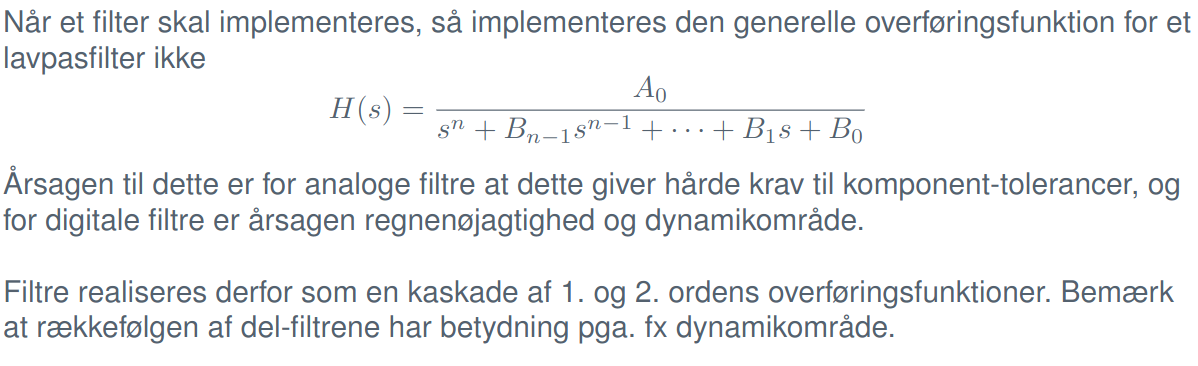 Når et filter skal implementeres, så implementeres den generelle overføringsfunktion for et
lavpasfilter ikke
H(s) = \frac{A_0}{s^n + B_{n-1}s^{n-1} + \cdots + B_1 s + B_0}
Årsagen til dette er for analoge filtre at dette giver hårde krav til komponent-tolerancer, og
for digitale filtre er årsagen regnenøjagtighed og dynamikområde.
Filtre realiseres derfor som en kaskade af 1. og 2. ordens overføringsfunktioner. Bemærk
at rækkefølgen af del-filtrene har betydning pga. fx dynamikområde.